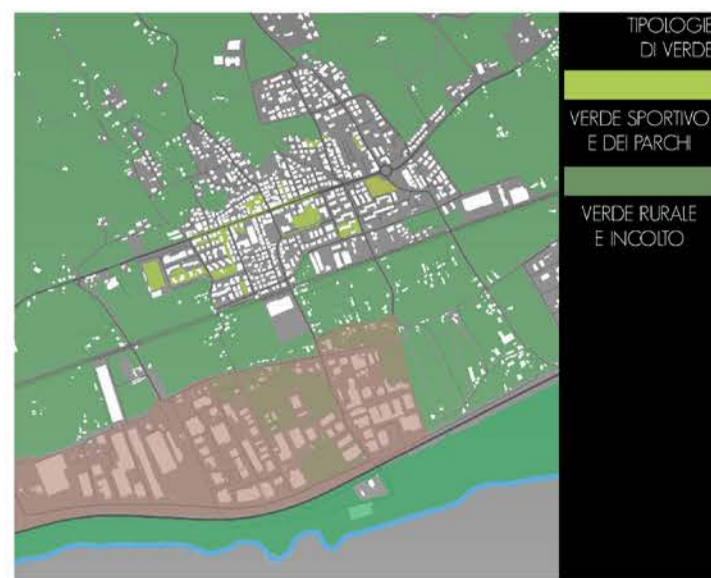 TIPOLOGIE
DI VERDE
VERDE SPORTIVO
E DEI PARCHI
VERDE RURALE
E INCOLTO